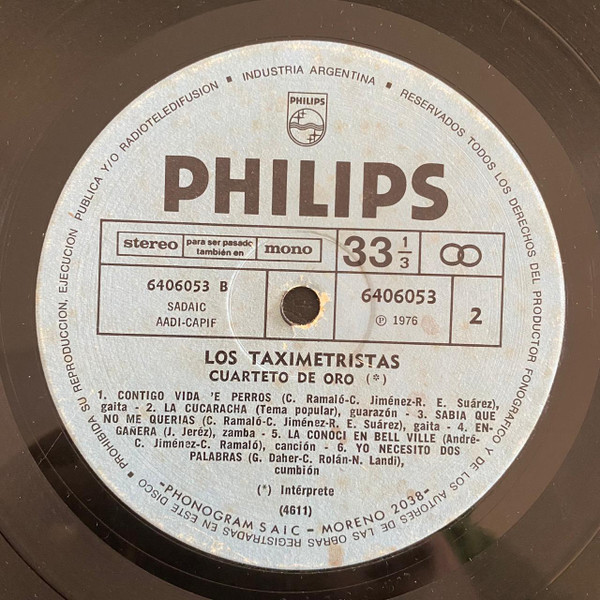 INDUSTRIA ARGENTINA ▪ RESERVADOS TODOS LOS DERECHOS DEL PRODUCTOR FONOGRAFICO Y DE LOS AUTORES DE LAS OBRAS REGISTRADAS EN ESTE DISCO ▪ PROHIBIDA SU REPRODUCCION, EJECUCION PUBLICA Y/O RADIOTELEDIFUSION ▪
PHILIPS
PHILIPS
stereo para ser pasado también en mono
33 1/3
6406053 B
SADAIC
AADI-CAPIF
6406053
Ⓟ 1976
2
LOS TAXIMETRISTAS
CUARTETO DE ORO (*)
1. CONTIGO VIDA 'E PERROS (C. Ramaló-C. Jiménez-R. E. Suárez),
gaita - 2. LA CUCARACHA (Tema popular), guarazón - 3. SABIA QUE
NO ME QUERIAS (C. Ramaló-C. Jiménez-R. E. Suárez), gaita - 4. EN-
GAÑERA (J. Jeréz), zamba - 5. LA CONOCI EN BELL VILLE (André-
C. Jiménez-C. Ramaló), canción - 6. YO NECESITO DOS
PALABRAS (G. Daher-C. Rolán-N. Landi),
cumbión
(*) Intérprete
(4611)
-PHONOGRAM SAIC - MORENO 2038-